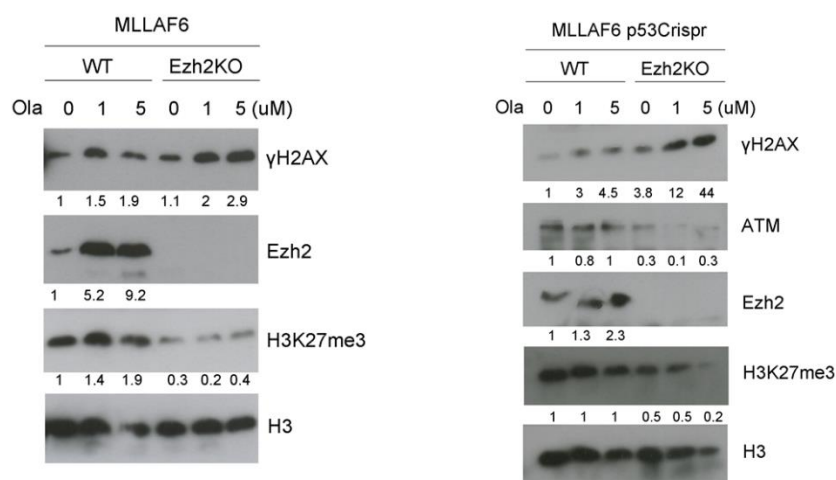 MLLAF6
WT Ezh2KO
Ola 0 1 5 0 1 5 (uM)
γH2AX
1 1.5 1.9 1.1 2 2.9
Ezh2
1 5.2 9.2
H3K27me3
1 1.4 1.9 0.3 0.2 0.4
H3
MLLAF6 p53Crispr
WT Ezh2KO
Ola 0 1 5 0 1 5 (uM)
γH2AX
1 3 4.5 3.8 12 44
ATM
1 0.8 1 0.3 0.1 0.3
Ezh2
1 1.3 2.3
H3K27me3
1 1 1 0.5 0.5 0.2
H3